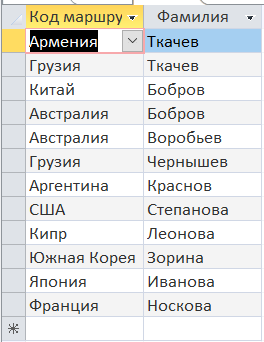 Код маршру Фамилия
Армения Ткачев
Грузия Ткачев
Китай Бобров
Австралия Бобров
Австралия Воробьев
Грузия Чернышев
Аргентина Краснов
США Степанова
Кипр Леонова
Южная Корея Зорина
Япония Иванова
Франция Носкова